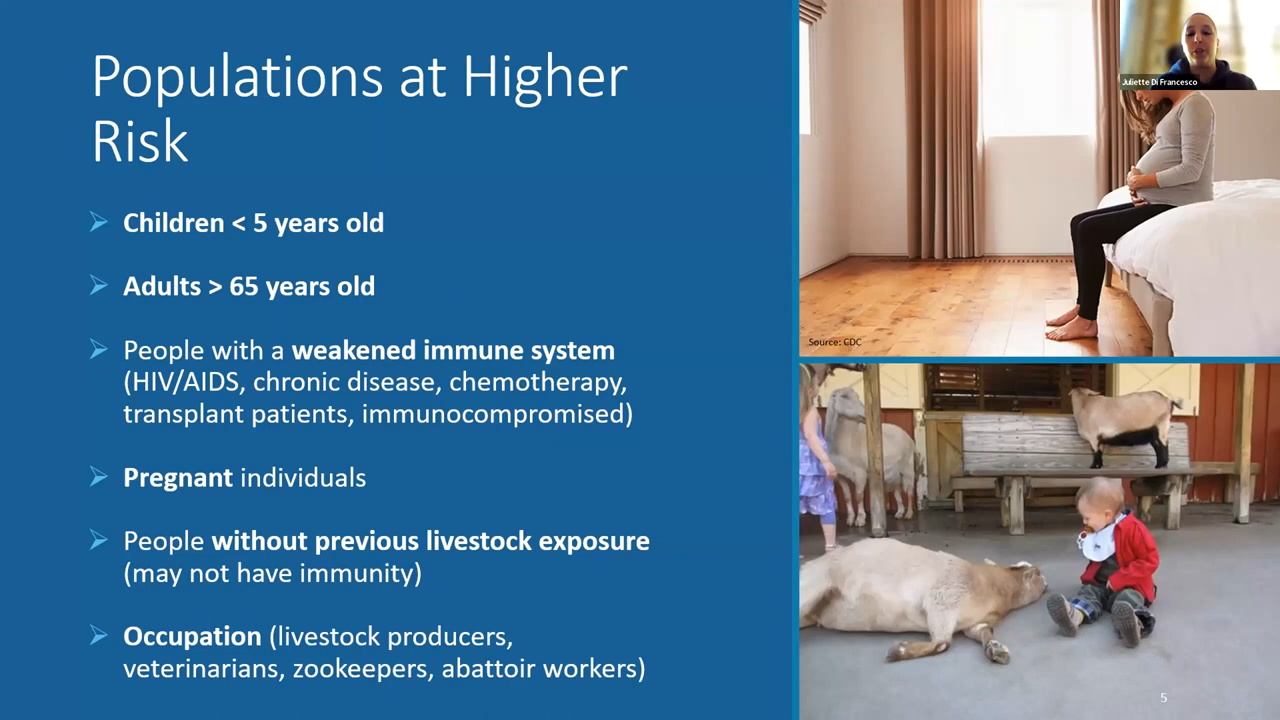 Populations at Higher
Risk
Children < 5 years old
Adults > 65 years old
People with a weakened immune system
(HIV/AIDS, chronic disease, chemotherapy,
transplant patients, immunocompromised)
Pregnant individuals
People without previous livestock exposure
(may not have immunity)
Occupation (livestock producers,
veterinarians, zookeepers, abattoir workers)
Juliette Di Francesco
Source: CDC
5